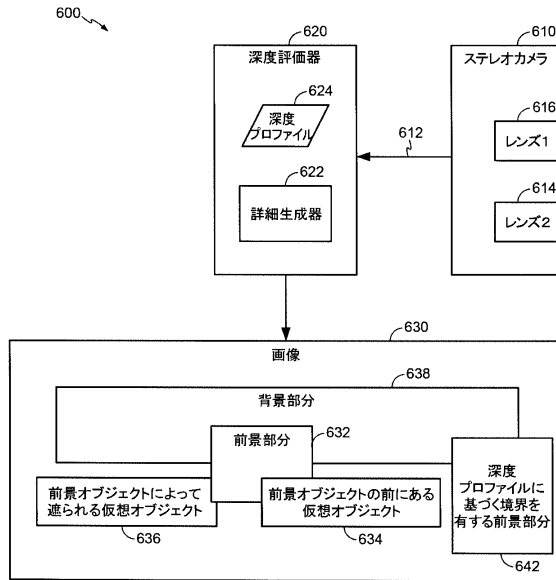 600
620
深度評価器
624
深度
プロファイル
622
詳細生成器
612
610
ステレオカメラ
616
レンズ1
614
レンズ2
630
画像
638
背景部分
632
前景部分
前景オブジェクトによって
遮られる仮想オブジェクト
636
前景オブジェクトの前にある
仮想オブジェクト
634
深度
プロファイルに
基づく境界を
有する前景部分
642